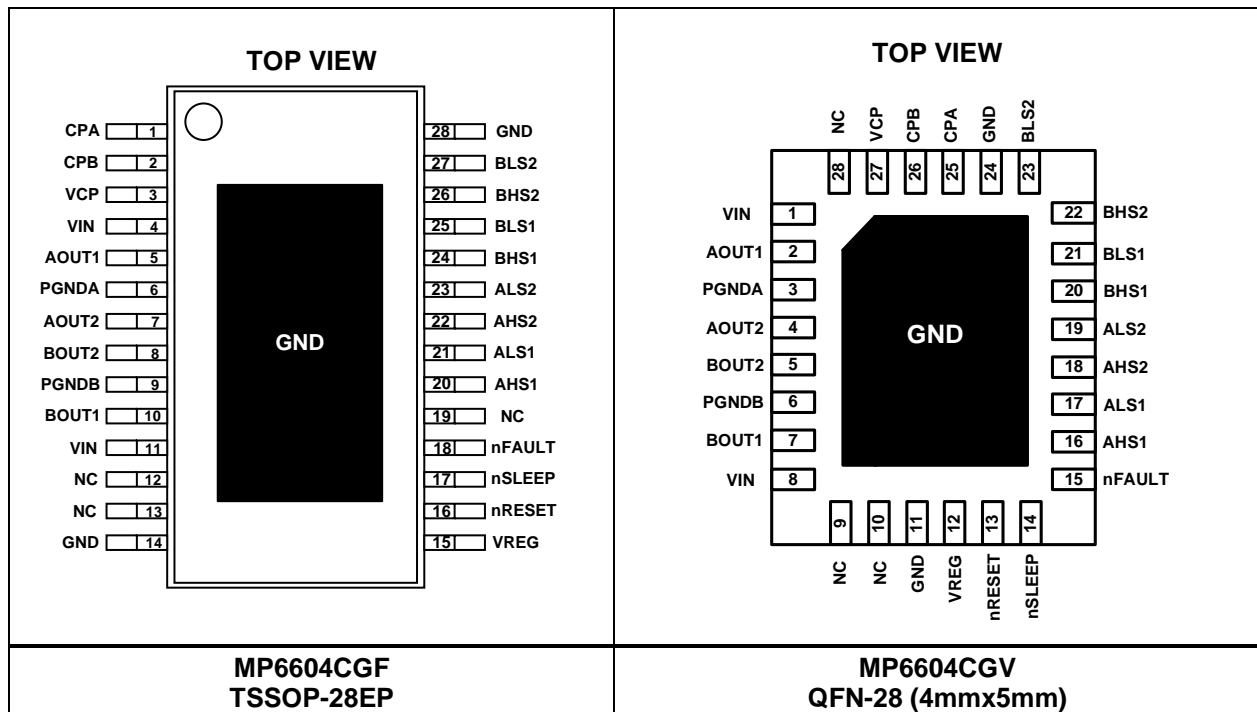 TOP VIEW
CPA 1
CPB 2
VCP 3
VIN 4
AOUT1 5
PGNDA 6
AOUT2 7
BOUT2 8
PGNDB 9
BOUT1 10
VIN 11
NC 12
NC 13
GND 14
GND
28 GND
27 BLS2
26 BHS2
25 BLS1
24 BHS1
23 ALS2
22 AHS2
21 ALS1
20 AHS1
19 NC
18 nFAULT
17 nSLEEP
16 nRESET
15 VREG
MP6604CGF
TSSOP-28EP
TOP VIEW
NC VCP CPB CPA GND BLS2
28 27 26 25 24 23
VIN 1
AOUT1 2
PGNDA 3
AOUT2 4
BOUT2 5
PGNDB 6
BOUT1 7
VIN 8
GND
22 BHS2
21 BLS1
20 BHS1
19 ALS2
18 AHS2
17 ALS1
16 AHS1
15 nFAULT
9 10 11 12 13 14
NC NC GND VREG nRESET nSLEEP
MP6604CGV
QFN-28 (4mmx5mm)